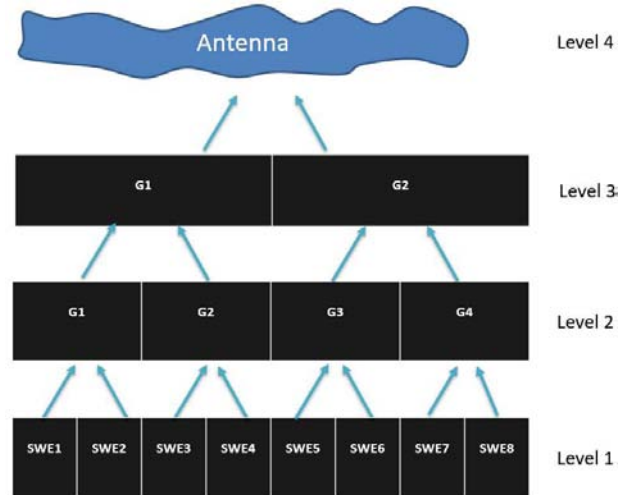 Antenna Level 4
G1 G2 Level 3
G1 G2 G3 G4 Level 2
SWE1 SWE2 SWE3 SWE4 SWE5 SWE6 SWE7 SWE8 Level 1